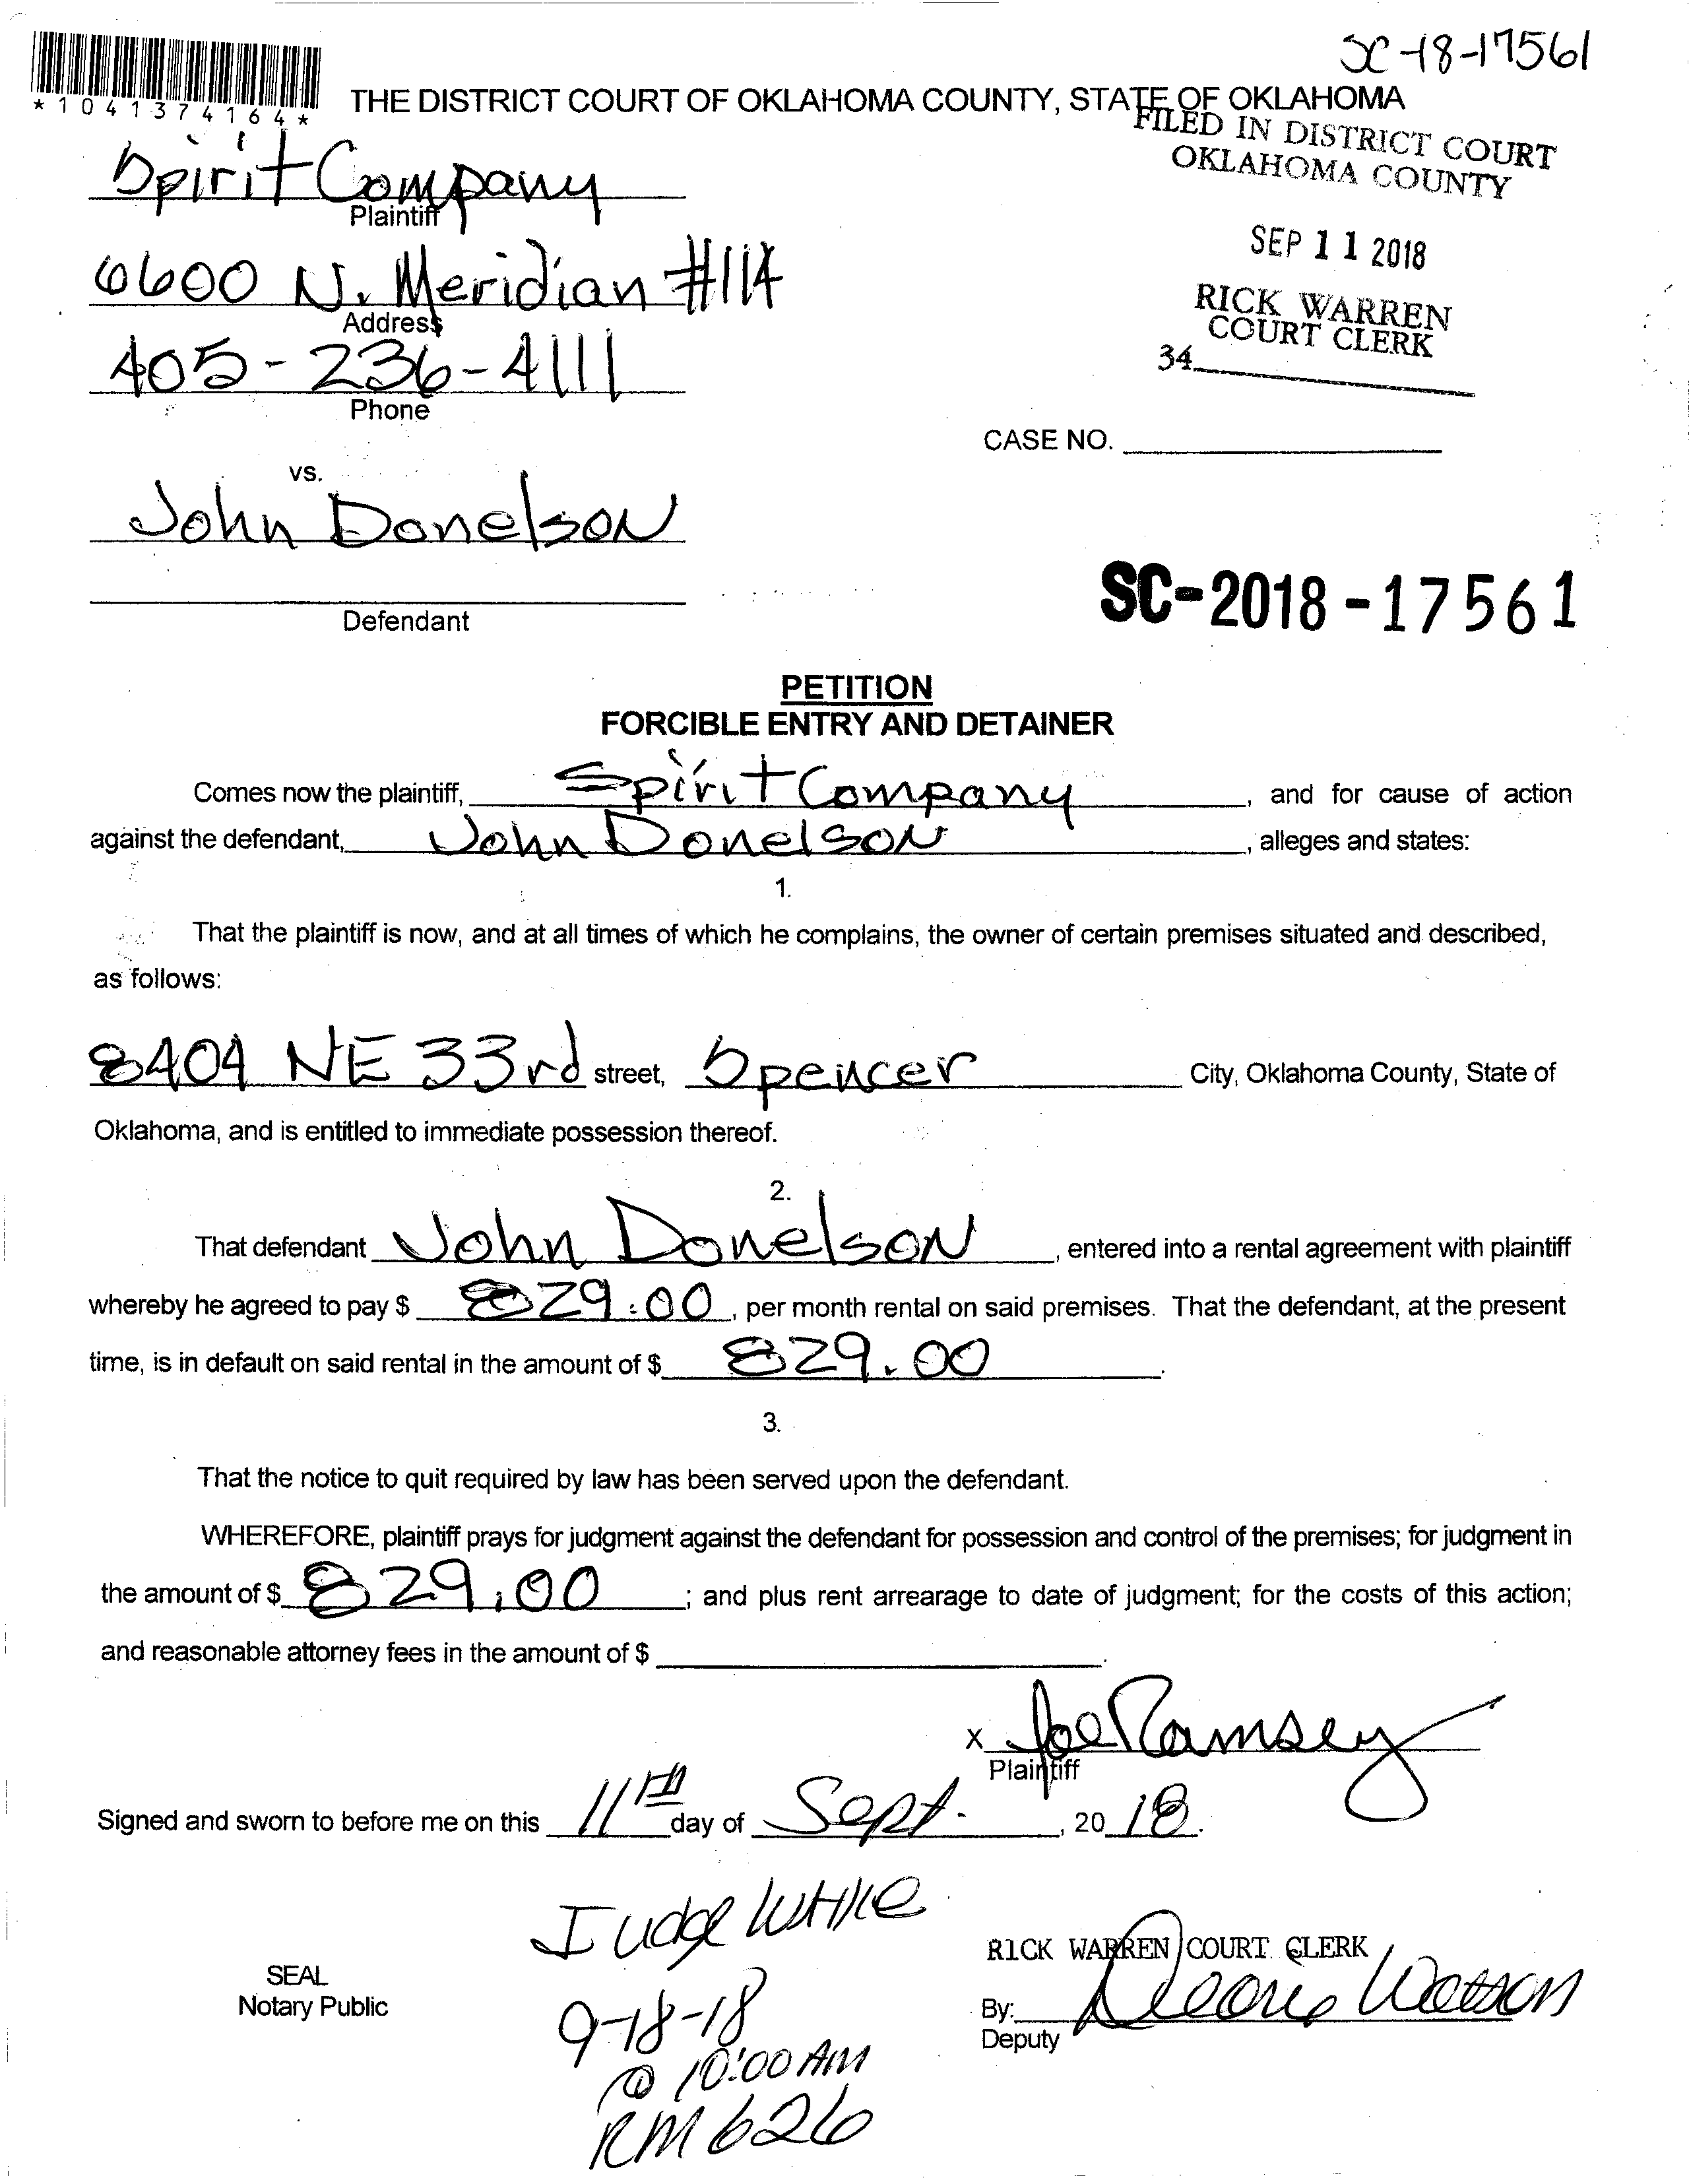 SC-18-17561
*1041374164*
THE DISTRICT COURT OF OKLAHOMA COUNTY, STATE OF OKLAHOMA
FILED IN DISTRICT COURT
OKLAHOMA COUNTY
Spirit Company
Plaintiff
SEP 11 2018
6600 N. Meridian #114
Address
RICK WARREN
COURT CLERK
34
405-236-4111
Phone
CASE NO.
vs.
John Donelson
Defendant
SC-2018-17561
PETITION
FORCIBLE ENTRY AND DETAINER
Comes now the plaintiff, Spirit Company, and for cause of action
against the defendant, John Donelson, alleges and states:
1.
That the plaintiff is now, and at all times of which he complains, the owner of certain premises situated and described,
as follows:
8404 NE 33rd street, Spencer City, Oklahoma County, State of
Oklahoma, and is entitled to immediate possession thereof.
2.
That defendant John Donelson, entered into a rental agreement with plaintiff
whereby he agreed to pay $ 829.00, per month rental on said premises. That the defendant, at the present
time, is in default on said rental in the amount of $ 829.00.
3.
That the notice to quit required by law has been served upon the defendant.
WHEREFORE, plaintiff prays for judgment against the defendant for possession and control of the premises; for judgment in
the amount of $ 829.00; and plus rent arrearage to date of judgment; for the costs of this action;
and reasonable attorney fees in the amount of $ .
X Joe Ramsey
Plaintiff
Signed and sworn to before me on this 11th day of Sept., 2018.
Judge White
RICK WARREN COURT CLERK
SEAL
Notary Public
9-18-18
By: Watson
Deputy
@ 10:00 AM
RM 626